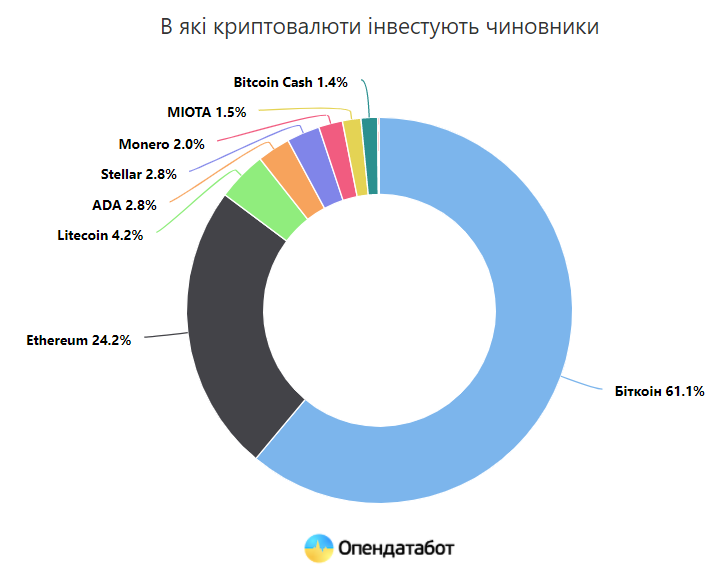 В які криптовалюти інвестують чиновники
Bitcoin Cash 1.4%
MIOTA 1.5%
Monero 2.0%
Stellar 2.8%
ADA 2.8%
Litecoin 4.2%
Ethereum 24.2%
Біткоін 61.1%
Опендатабот